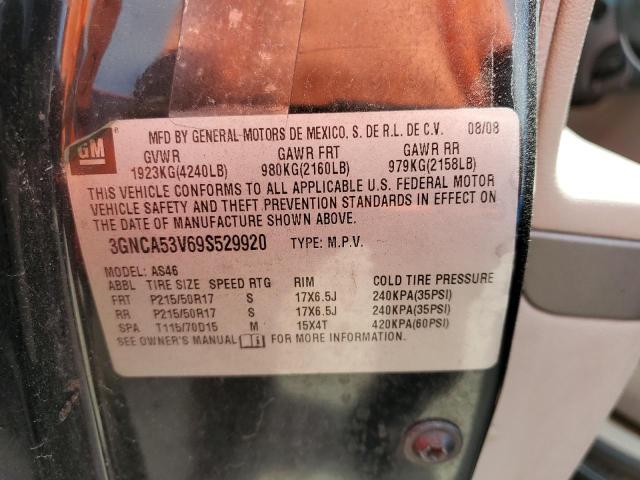 GM
MFD BY GENERAL MOTORS DE MEXICO, S. DE R.L. DE C.V. 08/08
GVWR GAWR FRT GAWR RR
1923KG(4240LB) 980KG(2160LB) 979KG(2158LB)
THIS VEHICLE CONFORMS TO ALL APPLICABLE U.S. FEDERAL MOTOR
VEHICLE SAFETY AND THEFT PREVENTION STANDARDS IN EFFECT ON
THE DATE OF MANUFACTURE SHOWN ABOVE.
3GNCA53V69S529920 TYPE: M.P.V.
MODEL: AS46
ABBL TIRE SIZE SPEED RTG RIM COLD TIRE PRESSURE
FRT P215/50R17 S 17X6.5J 240KPA(35PSI)
RR P215/50R17 S 17X6.5J 240KPA(35PSI)
SPA T115/70D15 M 15X4T 420KPA(60PSI)
SEE OWNER'S MANUAL FOR MORE INFORMATION.